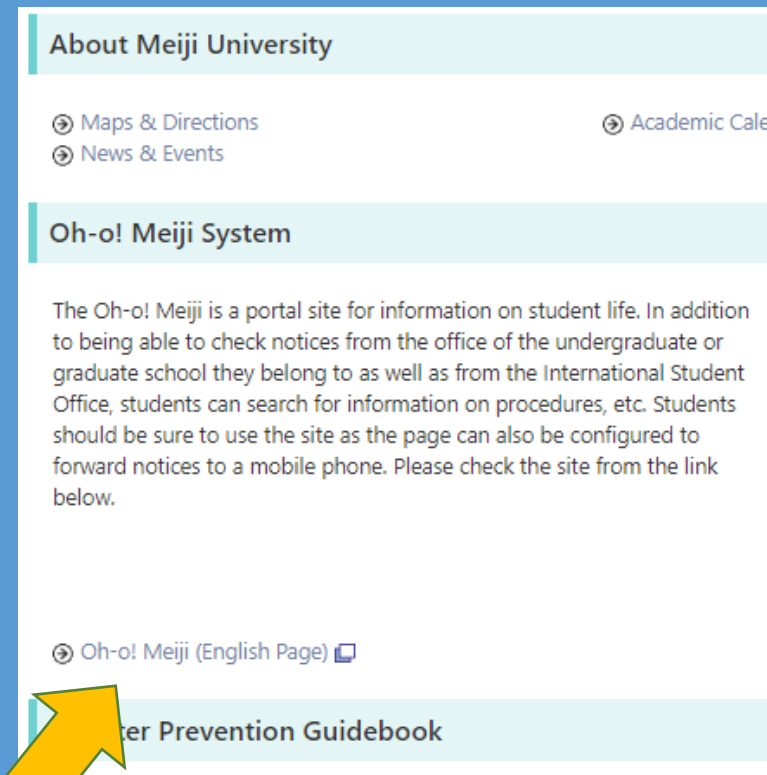 About Meiji University
Maps & Directions
Academic Cale
News & Events
Oh-o! Meiji System
The Oh-o! Meiji is a portal site for information on student life. In addition
to being able to check notices from the office of the undergraduate or
graduate school they belong to as well as from the International Student
Office, students can search for information on procedures, etc. Students
should be sure to use the site as the page can also be configured to
forward notices to a mobile phone. Please check the site from the link
below.
Oh-o! Meiji (English Page)
ter Prevention Guidebook